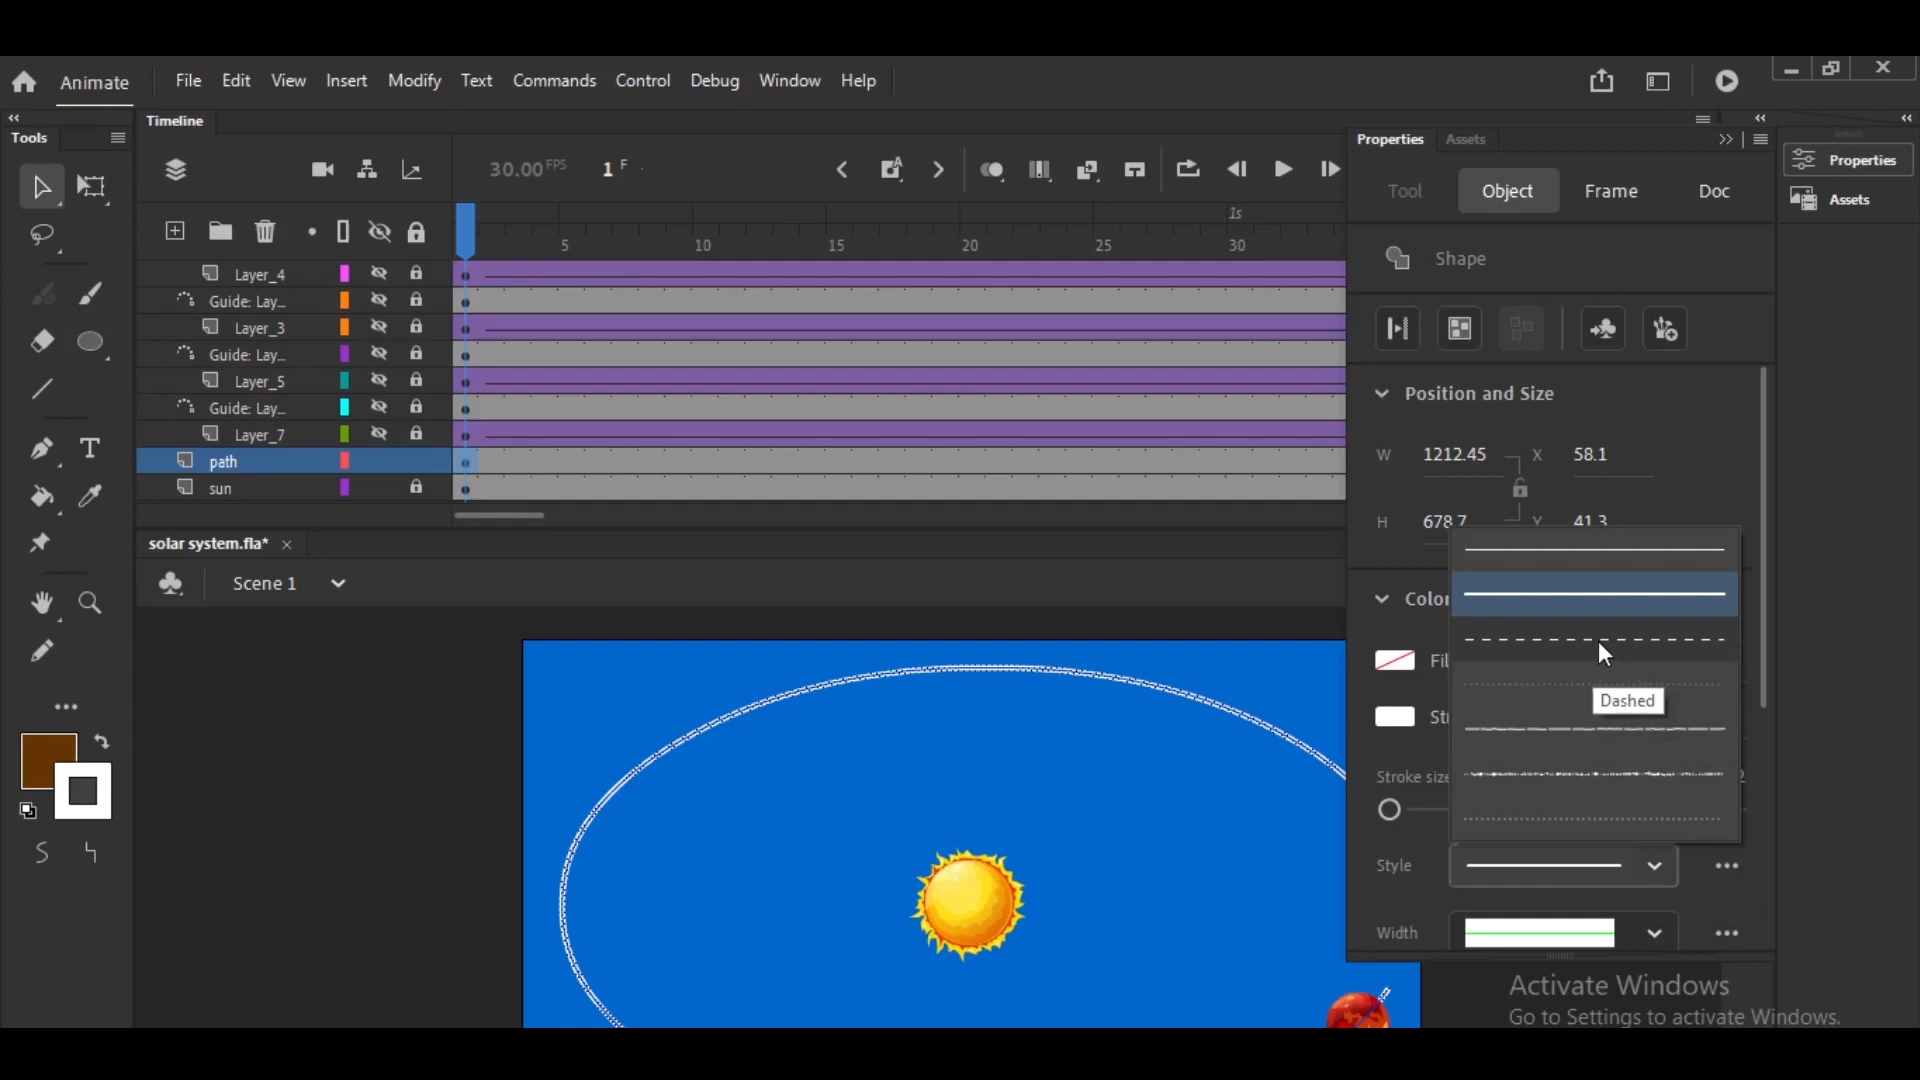 Animate File Edit View Insert Modify Text Commands Control Debug Window Help
Tools
Timeline
Properties Assets
30.00 FPS 1 F
Tool Object Frame Doc
Properties
Assets
1s
5 10 15 20 25 30
Shape
Layer_4
Guide: Lay...
Layer_3
Guide: Lay...
Layer_5
Guide: Lay...
Layer_7
path
sun
Position and Size
W 1212.45 X 58.1
H 678.7 Y 41.3
solar system.fla*
Scene 1
Color
Fil
Str
Dashed
Stroke size
2
Style
Width
Activate Windows
Go to Settings to activate Windows.